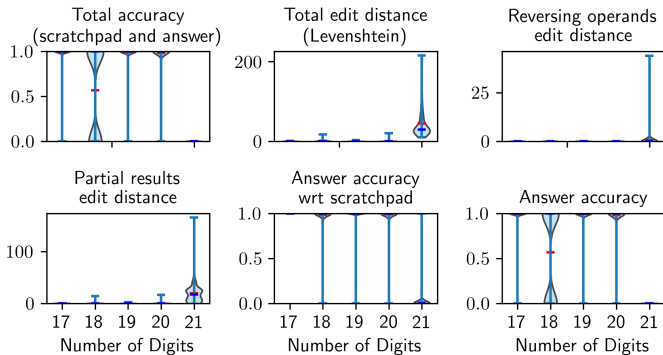 Total accuracy
(scratchpad and answer)
Total edit distance
(Levenshtein)
Reversing operands
edit distance
1.0
0.5
0.0
200
100
0
25
0
Partial results
edit distance
Answer accuracy
wrt scratchpad
Answer accuracy
100
0
1.0
0.5
0.0
1.0
0.5
0.0
17 18 19 20 21
17 18 19 20 21
17 18 19 20 21
Number of Digits
Number of Digits
Number of Digits